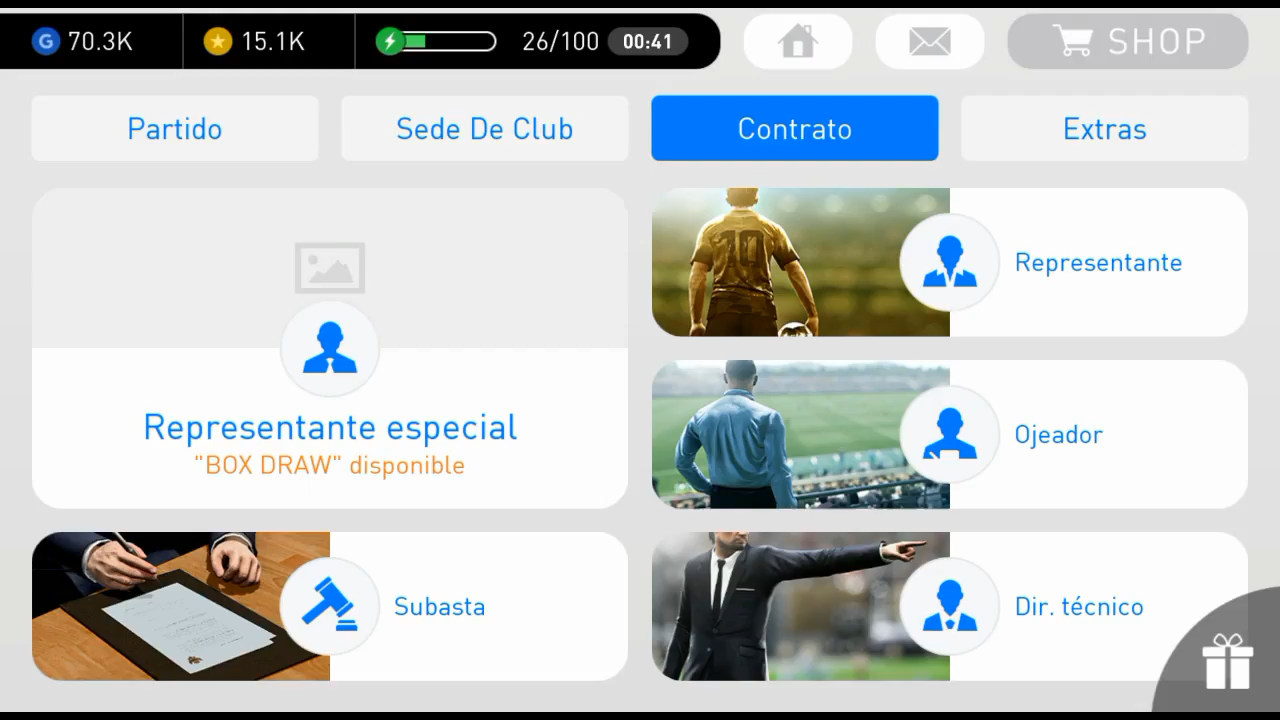 G 70.3K 15.1K 26/100 00:41 SHOP
Partido Sede De Club Contrato Extras
Representante especial
"BOX DRAW" disponible
10
Representante
Ojeador
Subasta
Dir. técnico